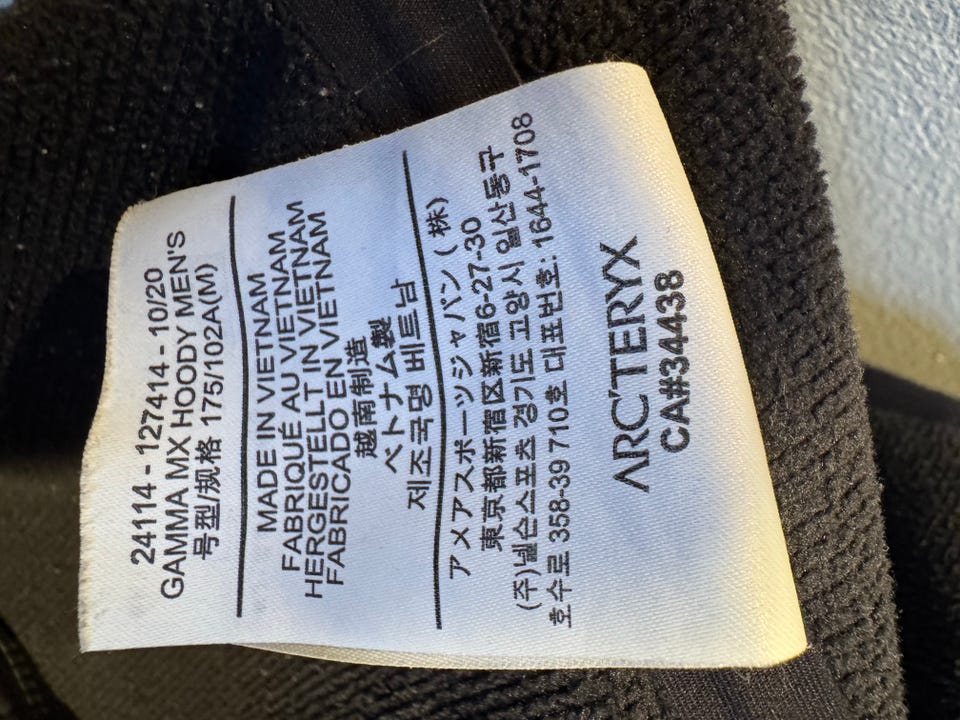 24114 - 127414 - 10/20
GAMMA MX HOODY MEN'S
号型/规格 175/102A(M)
MADE IN VIETNAM
FABRIQUÉ AU VIETNAM
HERGESTELLT IN VIETNAM
FABRICADO EN VIETNAM
越南制造
ベトナム製
제조국명 베트남
アメアスポーツジャパン (株)
東京都新宿区新宿6-27-30
(주)넬슨스포츠 경기도 고양시 일산동구
호수로 358-39 710호 대표번호: 1644-1708
ARC'TERYX
CA#34438